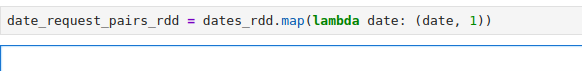 date_request_pairs_rdd = dates_rdd.map(lambda date: (date, 1))